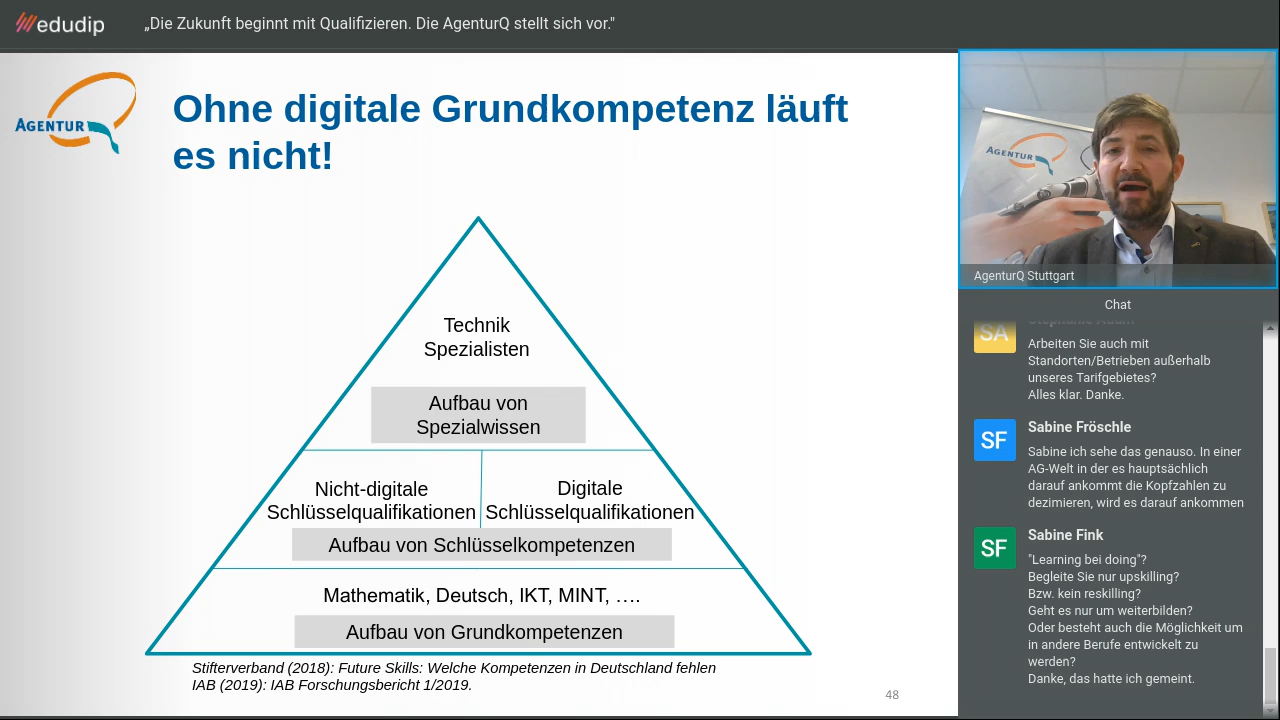 edudip
„Die Zukunft beginnt mit Qualifizieren. Die AgenturQ stellt sich vor."
AGENTUR
Ohne digitale Grundkompetenz läuft
es nicht!
Technik
Spezialisten
Aufbau von
Spezialwissen
Nicht-digitale
Schlüsselqualifikationen
Digitale
Schlüsselqualifikationen
Aufbau von Schlüsselkompetenzen
Mathematik, Deutsch, IKT, MINT, ….
Aufbau von Grundkompetenzen
Stifterverband (2018): Future Skills: Welche Kompetenzen in Deutschland fehlen
IAB (2019): IAB Forschungsbericht 1/2019.
48
AGENTUR
AgenturQ Stuttgart
Chat
SA
Arbeiten Sie auch mit
Standorten/Betrieben außerhalb
unseres Tarifgebietes?
Alles klar. Danke.
SF
Sabine Fröschle
Sabine ich sehe das genauso. In einer
AG-Welt in der es hauptsächlich
darauf ankommt die Kopfzahlen zu
dezimieren, wird es darauf ankommen
SF
Sabine Fink
"Learning bei doing"?
Begleite Sie nur upskilling?
Bzw. kein reskilling?
Geht es nur um weiterbilden?
Oder besteht auch die Möglichkeit um
in andere Berufe entwickelt zu
werden?
Danke, das hatte ich gemeint.